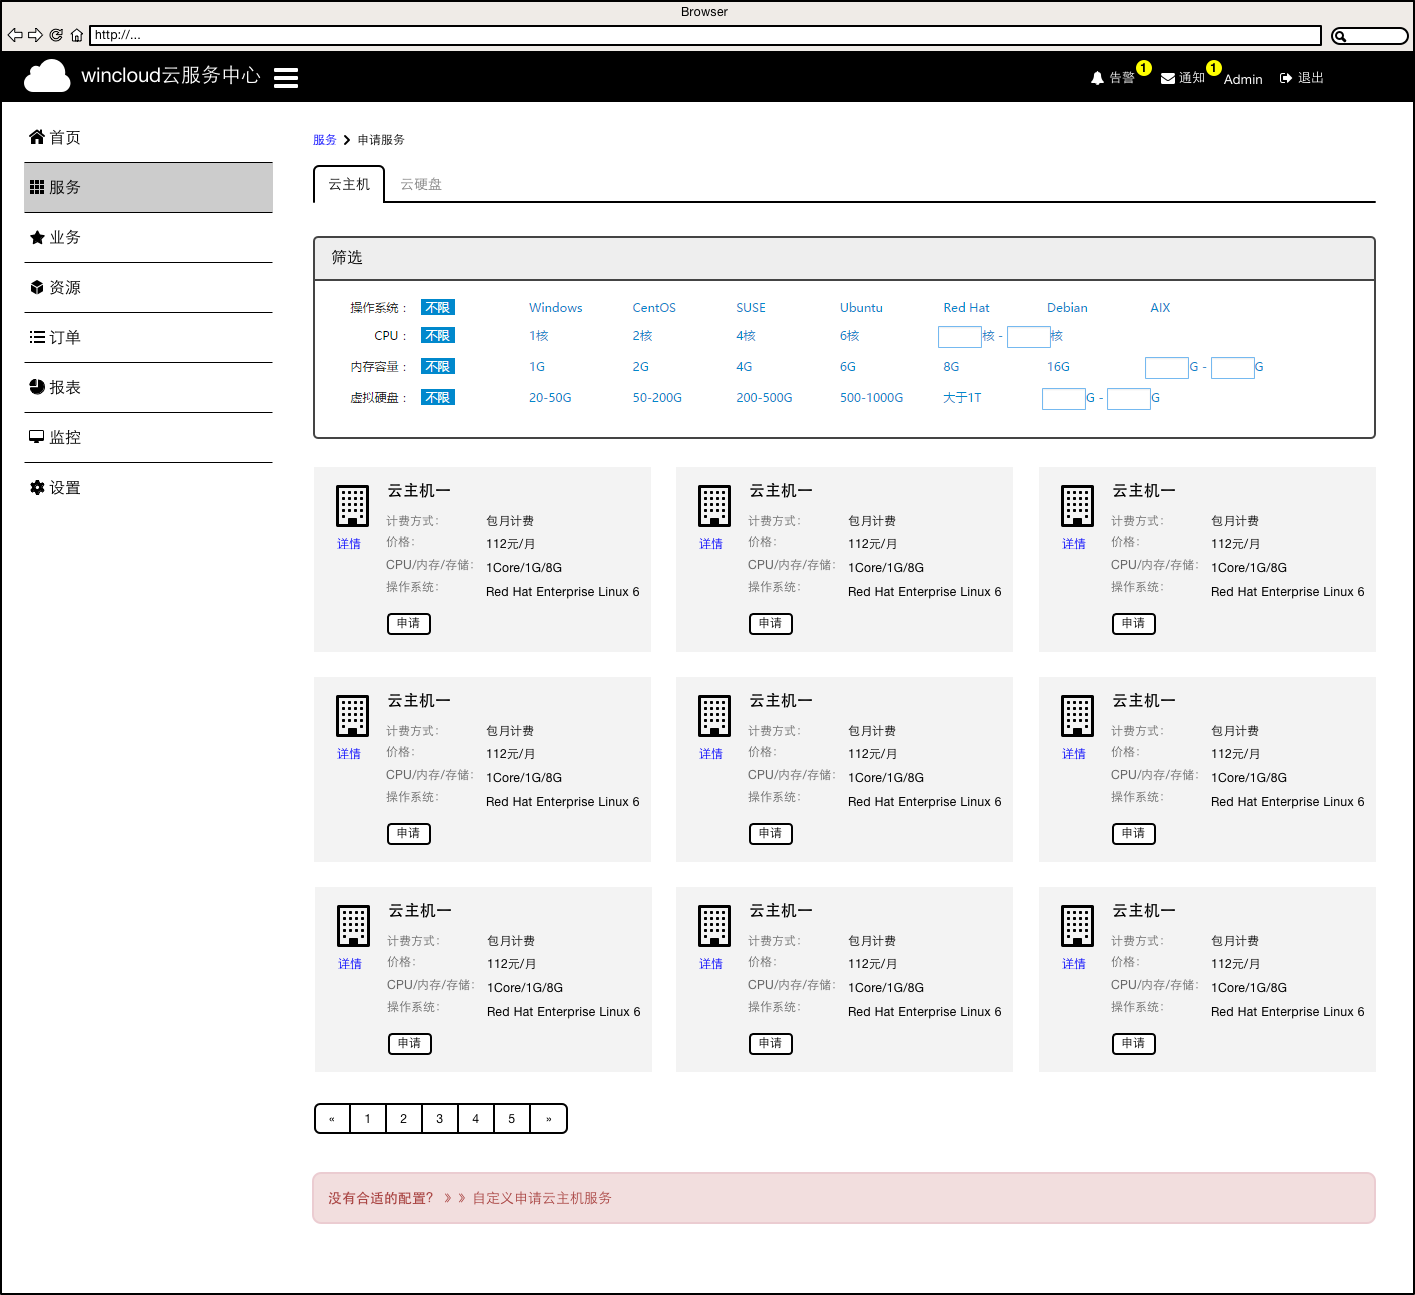 Browser
http://...
wincloud云服务中心
告警 1 通知 1 Admin 退出
首页
服务
业务
资源
订单
报表
监控
设置
服务 申请服务
云主机 云硬盘
筛选
操作系统： 不限 Windows CentOS SUSE Ubuntu Red Hat Debian AIX
CPU： 不限 1核 2核 4核 6核 核 - 核
内存容量： 不限 1G 2G 4G 6G 8G 16G G - G
虚拟硬盘： 不限 20-50G 50-200G 200-500G 500-1000G 大于1T G - G
云主机一 云主机一 云主机一
计费方式： 包月计费 计费方式： 包月计费 计费方式： 包月计费
详情 价格： 112元/月 详情 价格： 112元/月 详情 价格： 112元/月
CPU/内存/存储： 1Core/1G/8G CPU/内存/存储： 1Core/1G/8G CPU/内存/存储： 1Core/1G/8G
操作系统： Red Hat Enterprise Linux 6 操作系统： Red Hat Enterprise Linux 6 操作系统： Red Hat Enterprise Linux 6
申请 申请 申请
云主机一 云主机一 云主机一
计费方式： 包月计费 计费方式： 包月计费 计费方式： 包月计费
详情 价格： 112元/月 详情 价格： 112元/月 详情 价格： 112元/月
CPU/内存/存储： 1Core/1G/8G CPU/内存/存储： 1Core/1G/8G CPU/内存/存储： 1Core/1G/8G
操作系统： Red Hat Enterprise Linux 6 操作系统： Red Hat Enterprise Linux 6 操作系统： Red Hat Enterprise Linux 6
申请 申请 申请
云主机一 云主机一 云主机一
计费方式： 包月计费 计费方式： 包月计费 计费方式： 包月计费
详情 价格： 112元/月 详情 价格： 112元/月 详情 价格： 112元/月
CPU/内存/存储： 1Core/1G/8G CPU/内存/存储： 1Core/1G/8G CPU/内存/存储： 1Core/1G/8G
操作系统： Red Hat Enterprise Linux 6 操作系统： Red Hat Enterprise Linux 6 操作系统： Red Hat Enterprise Linux 6
申请 申请 申请
« 1 2 3 4 5 »
没有合适的配置？ 》》自定义申请云主机服务